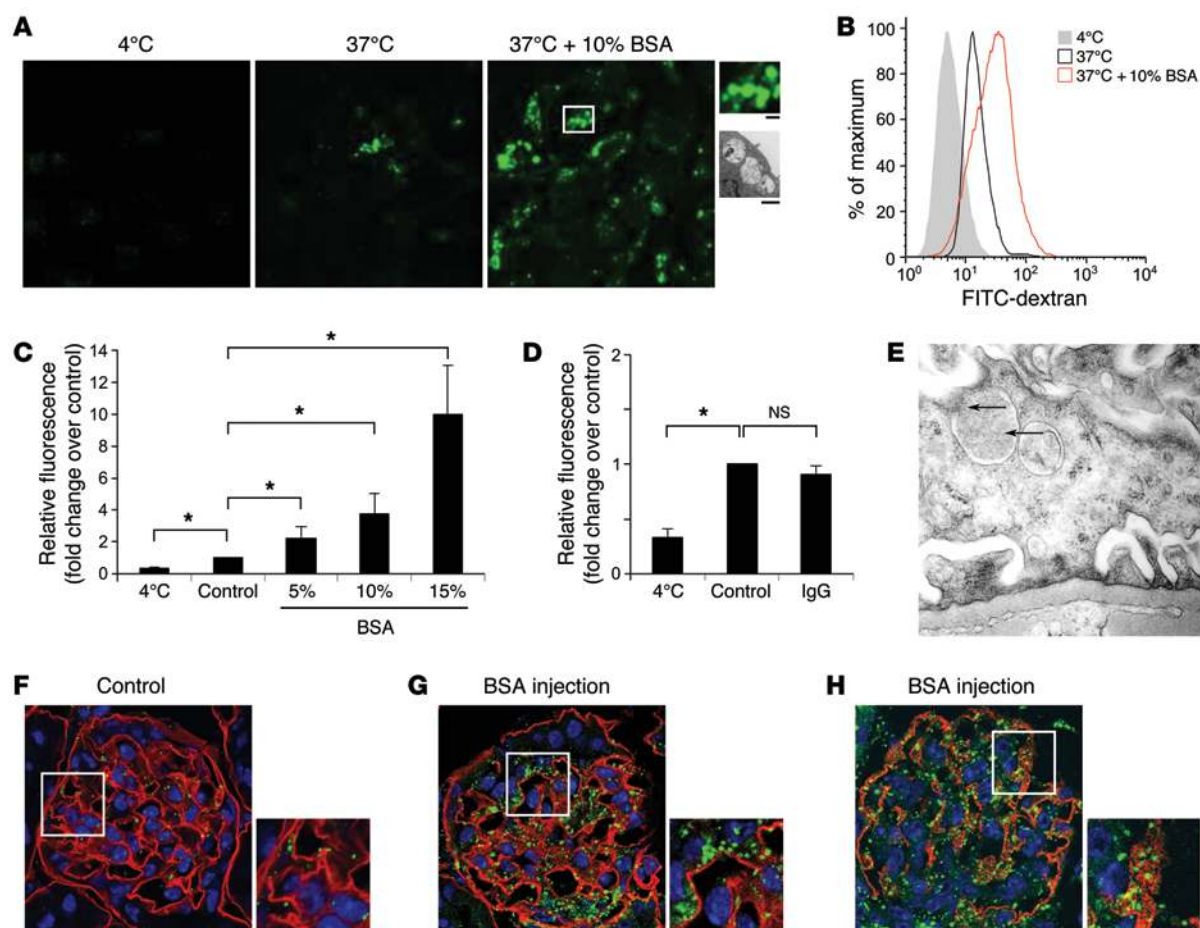 A
4°C
37°C
37°C + 10% BSA
B
% of maximum
100
80
60
40
20
0
10⁰
10¹
10²
10³
10⁴
FITC-dextran
4°C
37°C
37°C + 10% BSA
C
Relative fluorescence
(fold change over control)
14
12
10
8
6
4
2
0
*
*
*
*
4°C
Control
5%
10%
15%
BSA
D
Relative fluorescence
(fold change over control)
2
1
0
*
NS
4°C
Control
IgG
E
F
Control
G
BSA injection
H
BSA injection